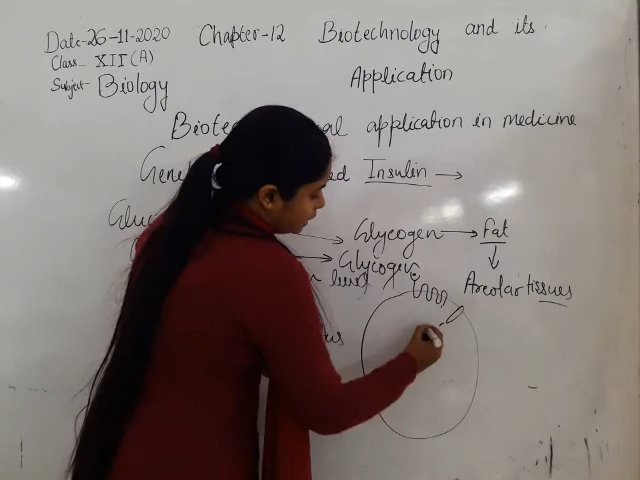 Date-26-11-2020 Chapter-12 Biotechnology and its
Class- XII (A) Application
Subject- Biology
application in medicine
Insulin →
Glycogen → Fat
→ Glycogen ↓
level Areolar tissues